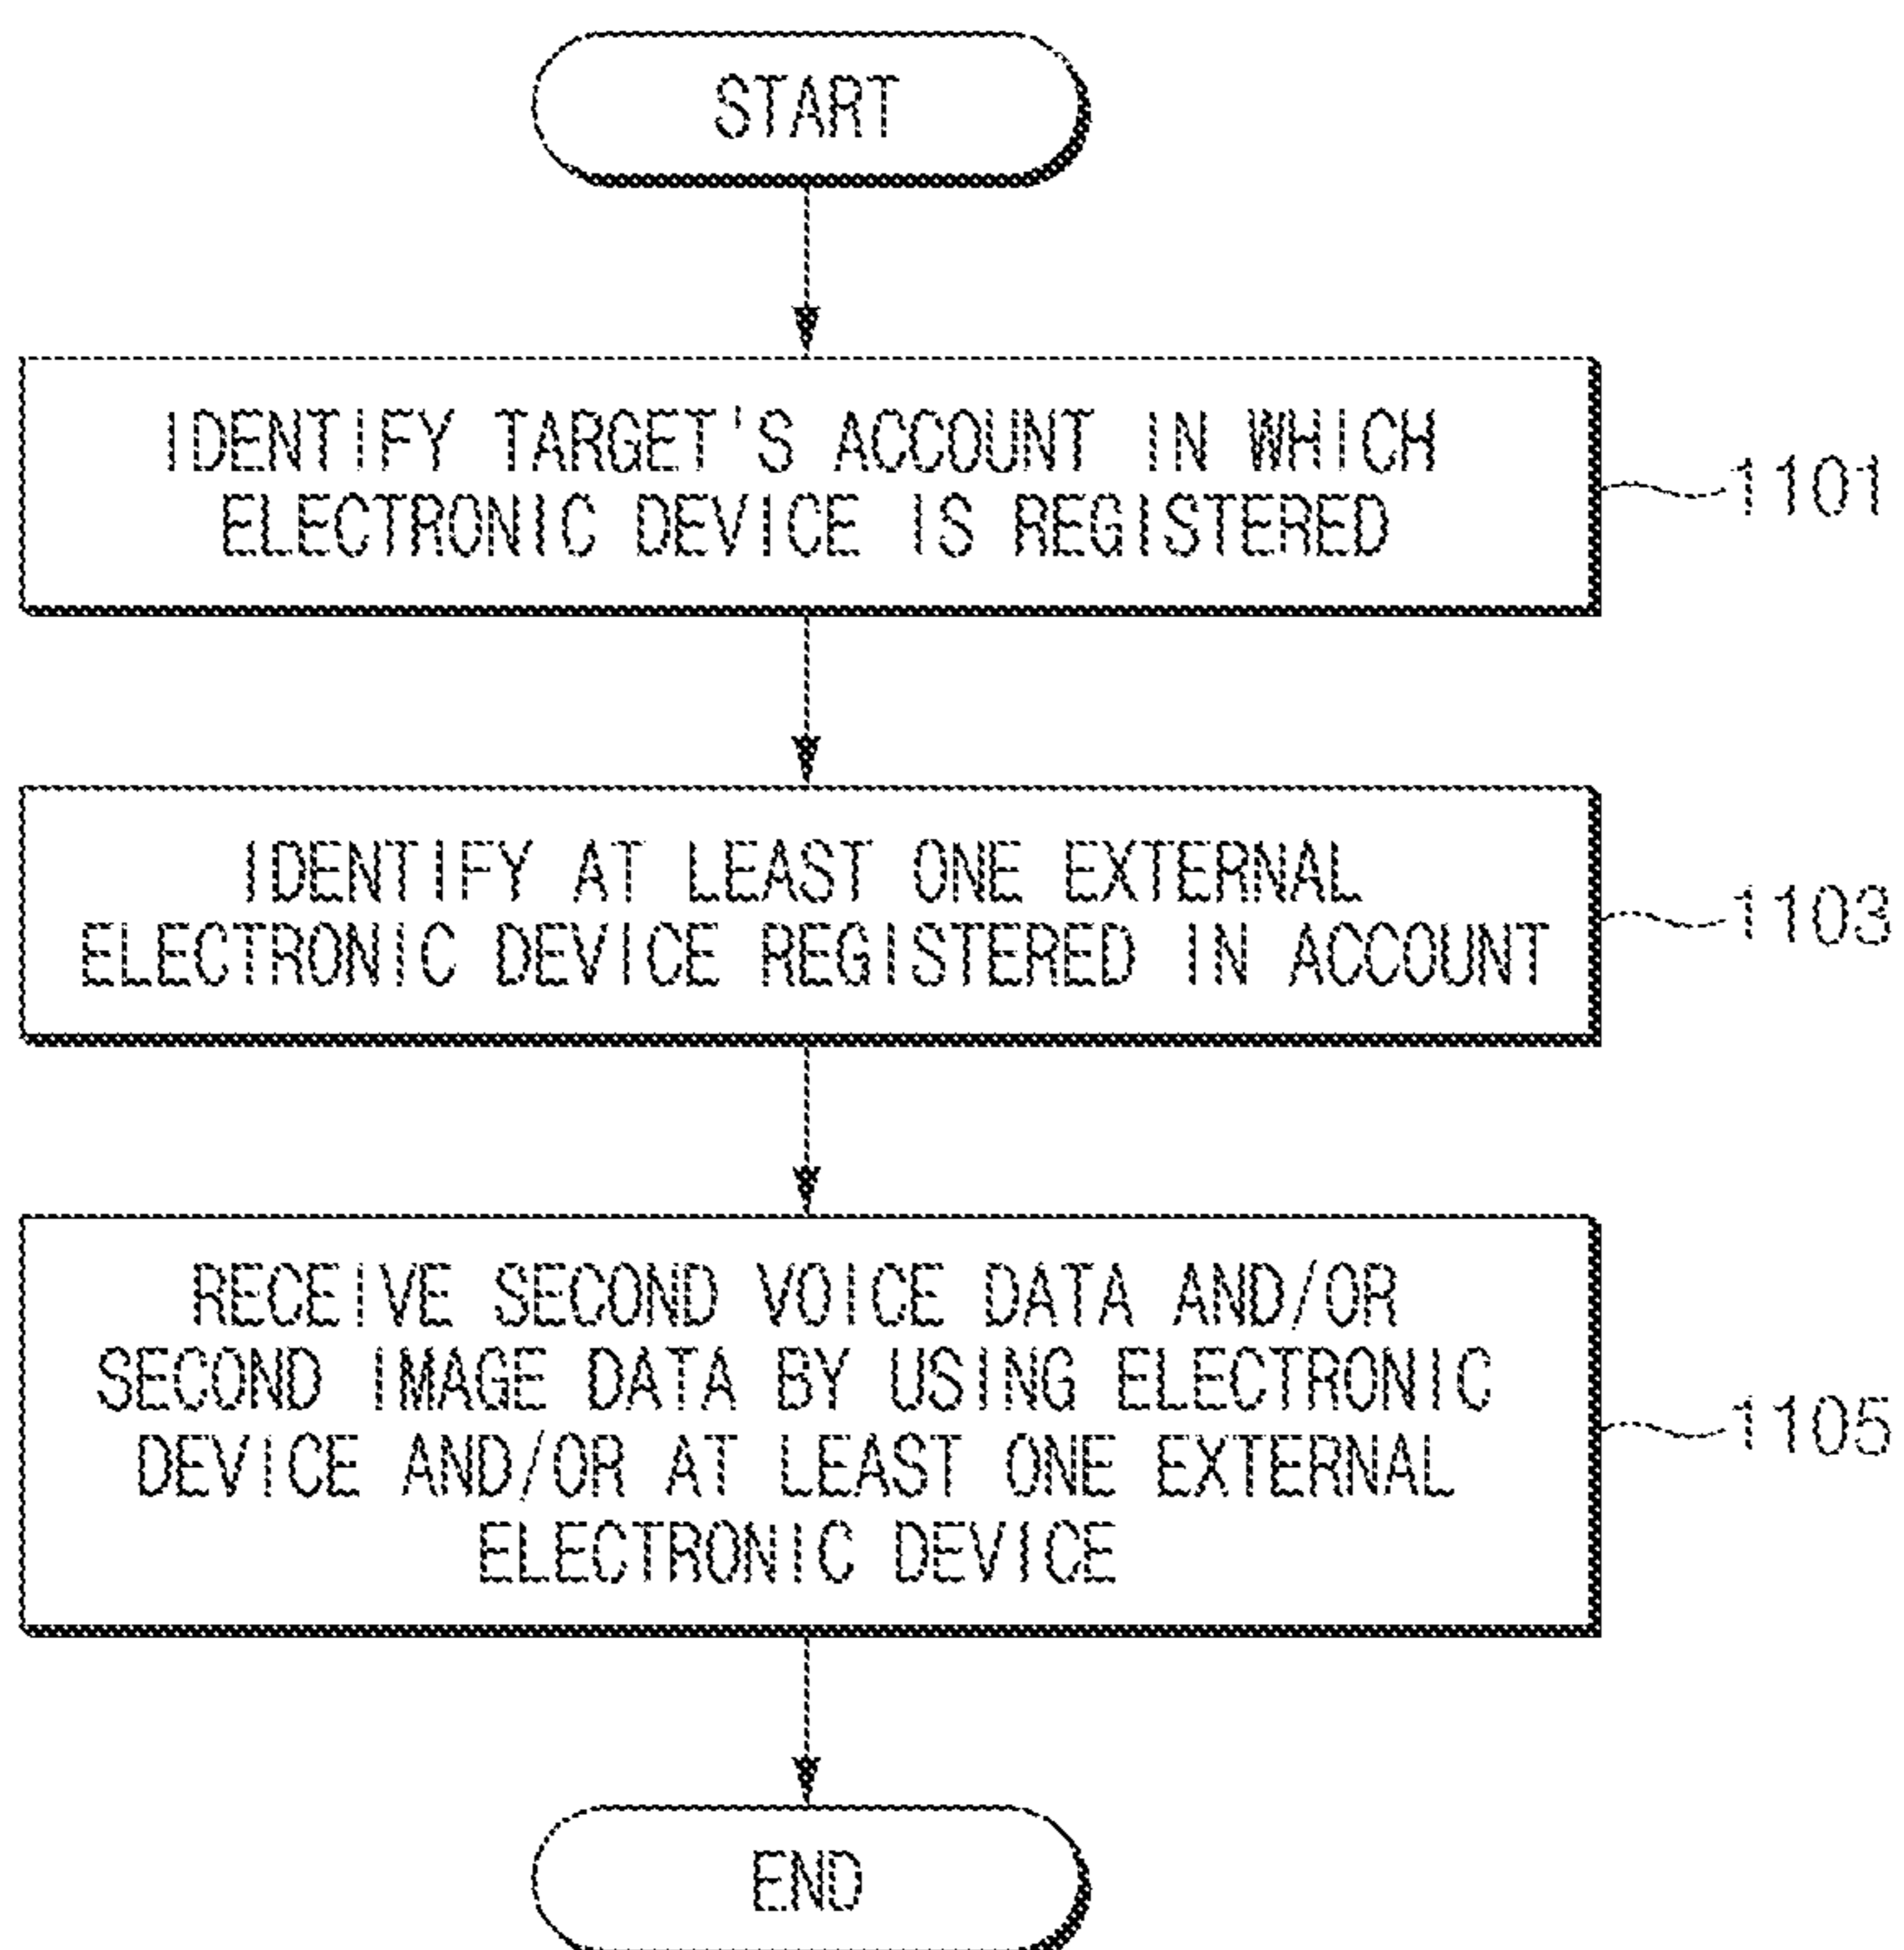 START
IDENTIFY TARGET'S ACCOUNT IN WHICH
ELECTRONIC DEVICE IS REGISTERED
1101
IDENTIFY AT LEAST ONE EXTERNAL
ELECTRONIC DEVICE REGISTERED IN ACCOUNT
1103
RECEIVE SECOND VOICE DATA AND/OR
SECOND IMAGE DATA BY USING ELECTRONIC
DEVICE AND/OR AT LEAST ONE EXTERNAL
ELECTRONIC DEVICE
1105
END